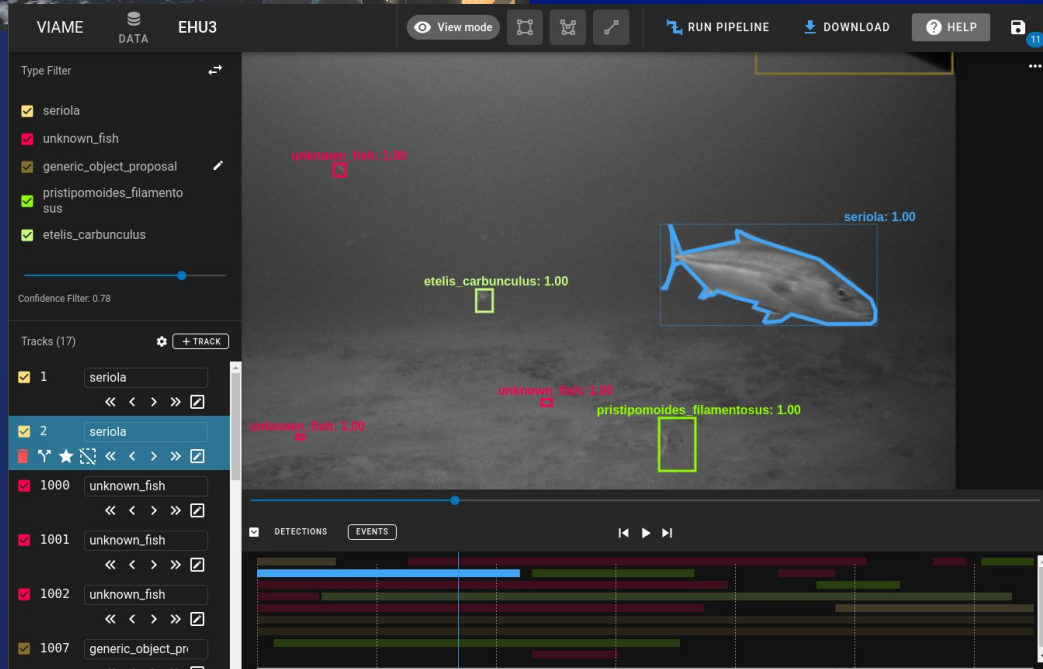 VIAME
DATA
EHU3
View mode
RUN PIPELINE
DOWNLOAD
HELP
11
Type Filter
seriola
unknown_fish
generic_object_proposal
pristipomoides_filamento
sus
etelis_carbunculus
Confidence Filter: 0.78
Tracks (17)
+ TRACK
1 seriola
2 seriola
1000 unknown_fish
1001 unknown_fish
1002 unknown_fish
1007 generic_object_pr
unknown_fish: 1.00
seriola: 1.00
etelis_carbunculus: 1.00
unknown_fish: 1.00
pristipomoides_filamentosus: 1.00
unknown_fish: 1.00
DETECTIONS
EVENTS